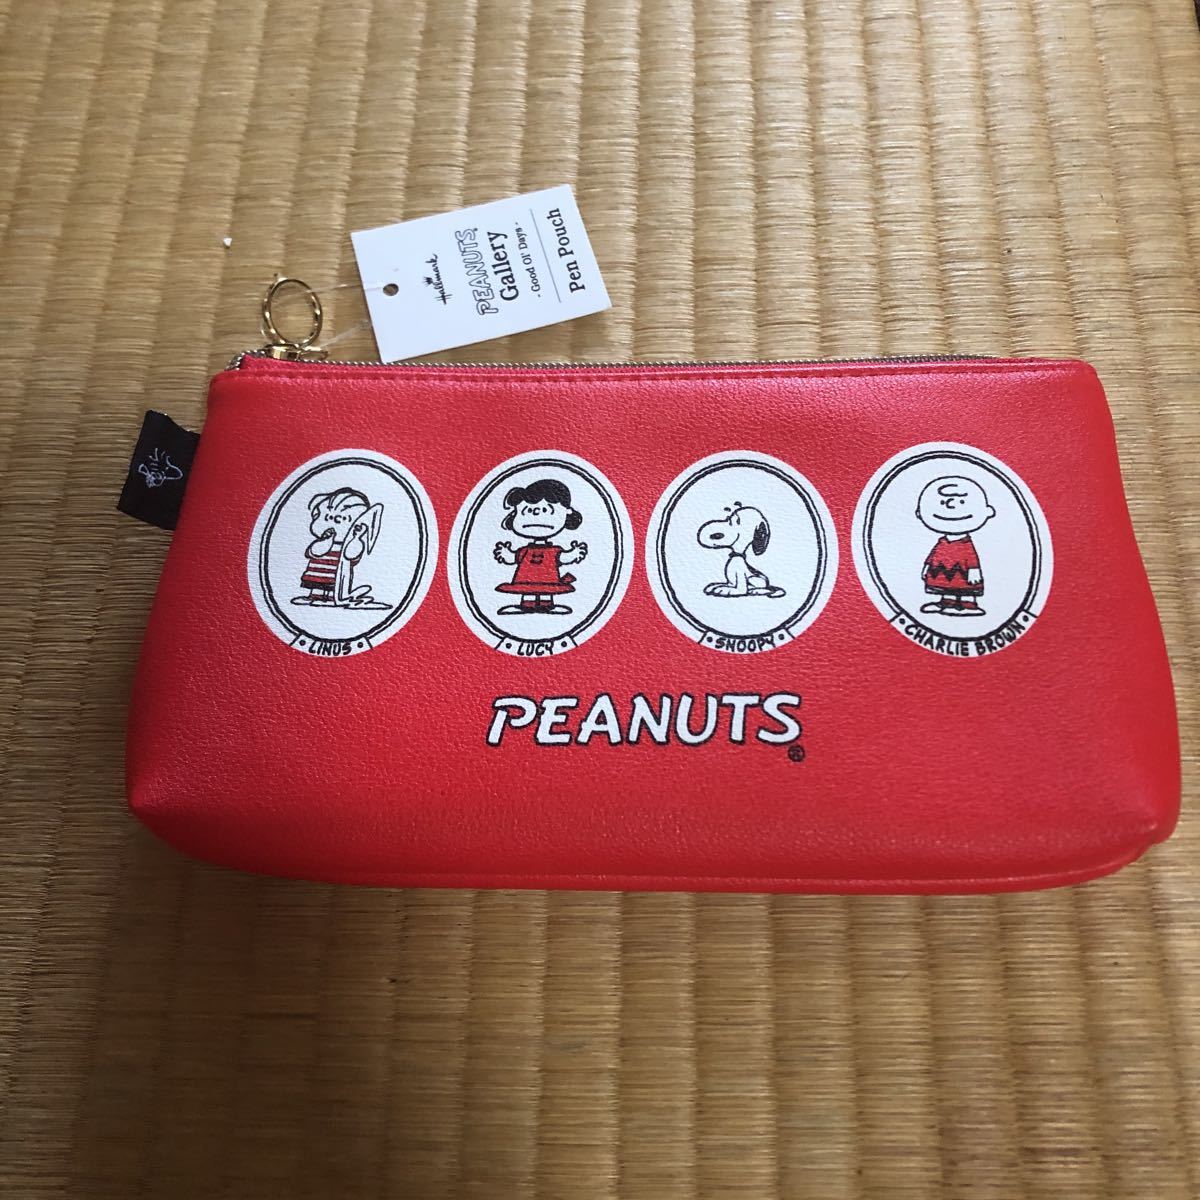 Hallmark
PEANUTS
Gallery
· Good Ol' Days ·
Pen Pouch
· LINUS ·
· LUCY ·
· SNOOPY ·
· CHARLIE BROWN ·
PEANUTS®